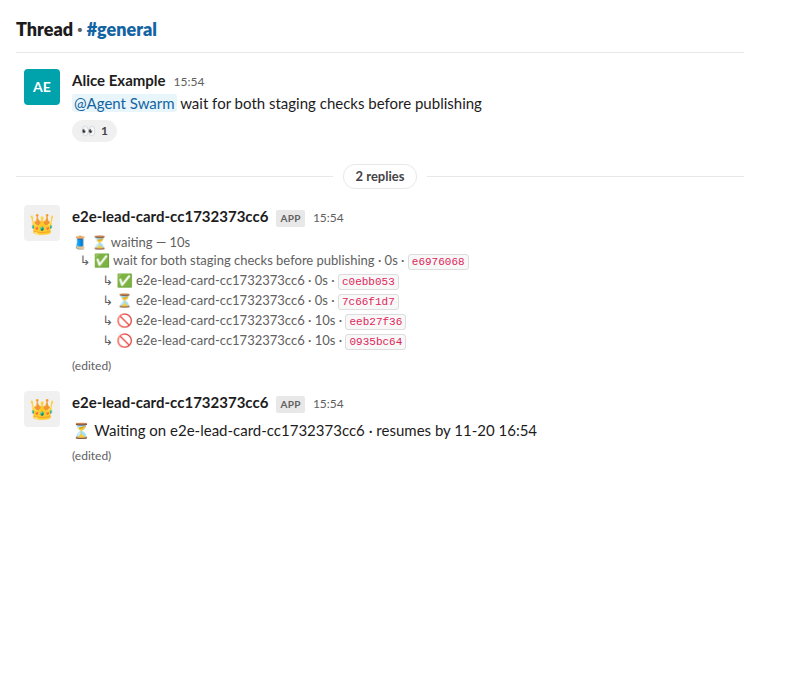 Thread • #general
AE
Alice Example 15:54
@Agent Swarm wait for both staging checks before publishing
👀 1
2 replies
e2e-lead-card-cc1732373cc6 APP 15:54
🧵 ⏳ waiting — 10s
↳ ✅ wait for both staging checks before publishing · 0s · e6976068
↳ ✅ e2e-lead-card-cc1732373cc6 · 0s · c0ebb053
↳ ⏳ e2e-lead-card-cc1732373cc6 · 0s · 7c66f1d7
↳ 🚫 e2e-lead-card-cc1732373cc6 · 10s · eeb27f36
↳ 🚫 e2e-lead-card-cc1732373cc6 · 10s · 0935bc64
(edited)
e2e-lead-card-cc1732373cc6 APP 15:54
⏳ Waiting on e2e-lead-card-cc1732373cc6 · resumes by 11-20 16:54
(edited)